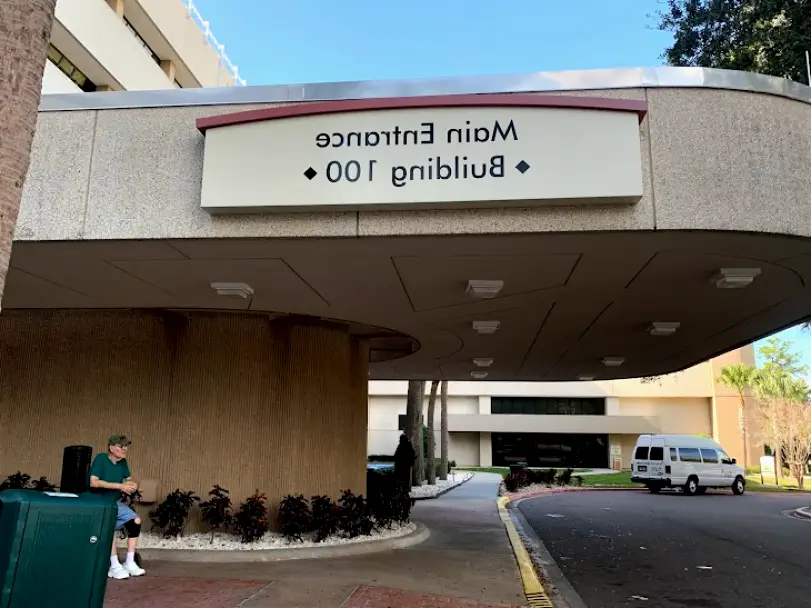 Main Entrance
◆ Building 100 ◆